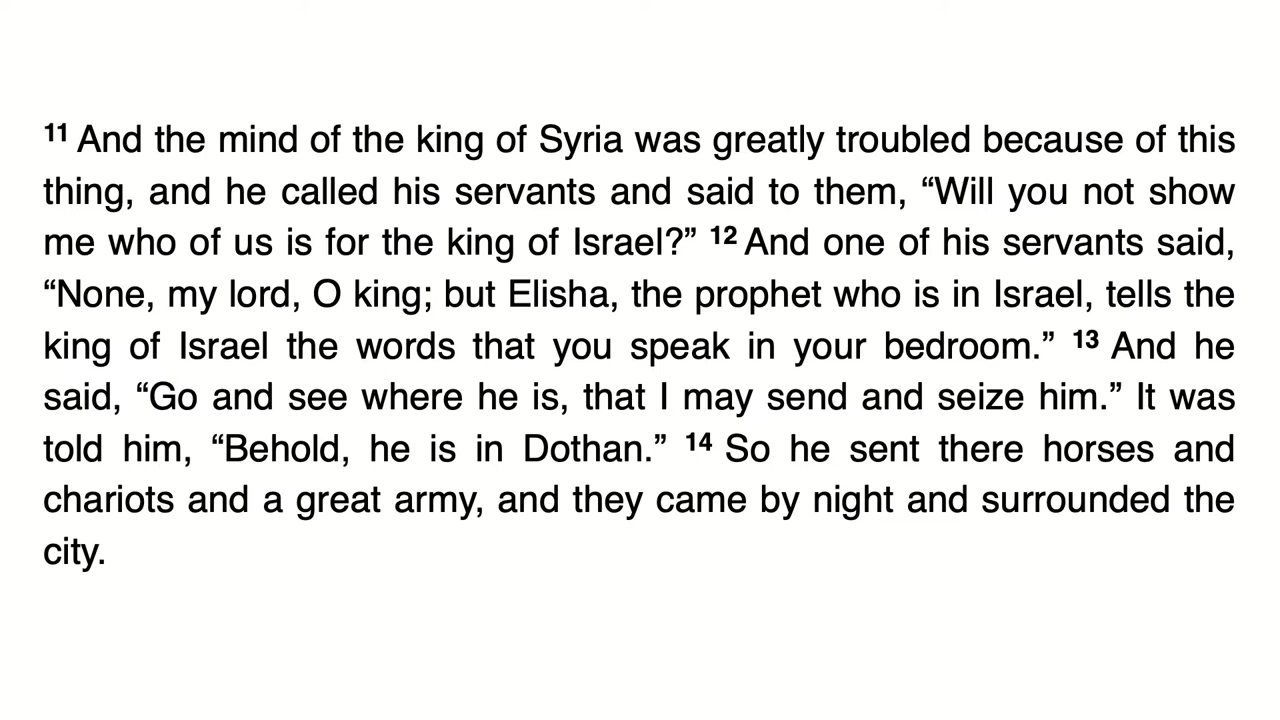 11 And the mind of the king of Syria was greatly troubled because of this
thing, and he called his servants and said to them, “Will you not show
me who of us is for the king of Israel?” 12 And one of his servants said,
“None, my lord, O king; but Elisha, the prophet who is in Israel, tells the
king of Israel the words that you speak in your bedroom.” 13 And he
said, “Go and see where he is, that I may send and seize him.” It was
told him, “Behold, he is in Dothan.” 14 So he sent there horses and
chariots and a great army, and they came by night and surrounded the
city.